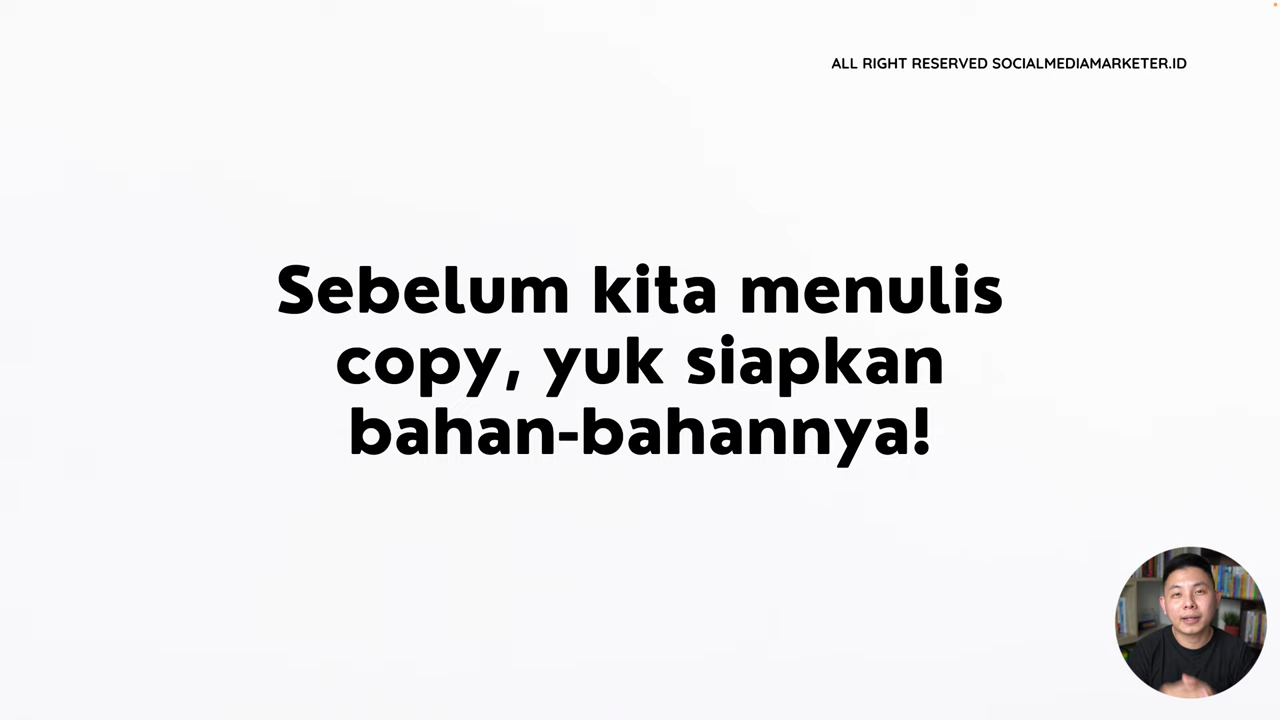 ALL RIGHT RESERVED SOCIALMEDIAMARKETER.ID
Sebelum kita menulis
copy, yuk siapkan
bahan-bahannya!